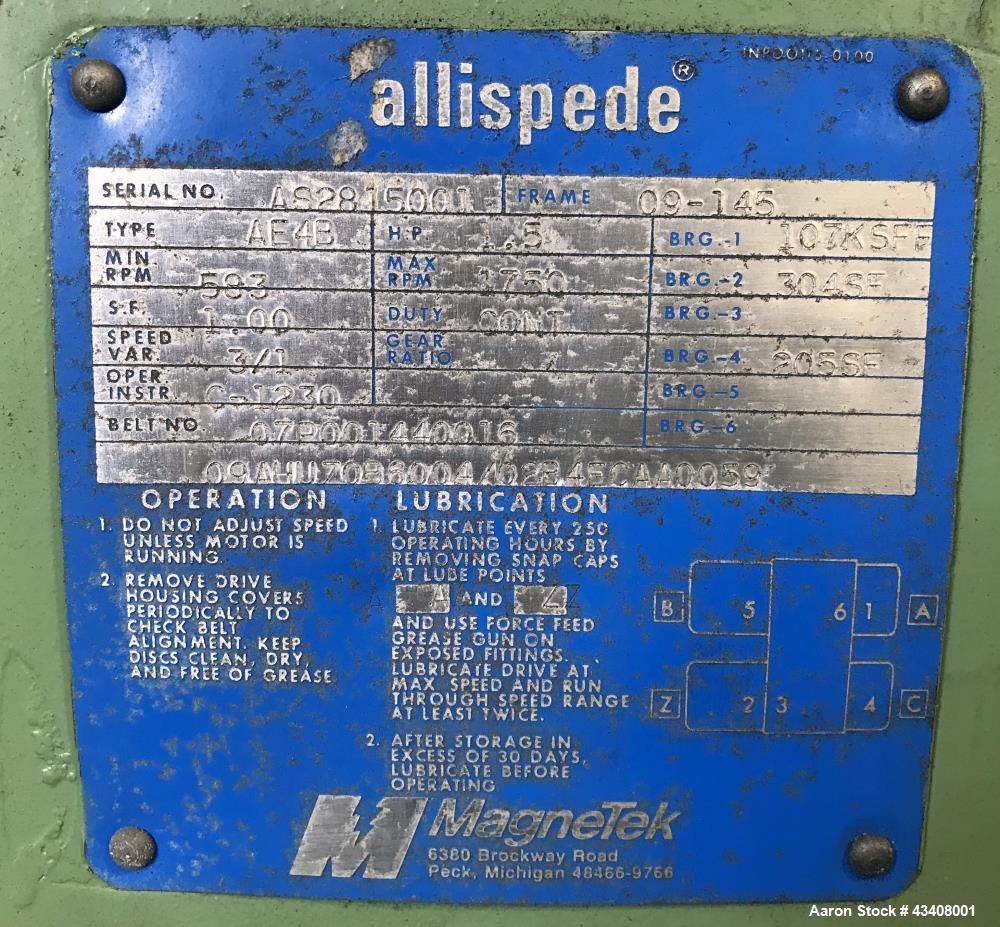 INP00115-0100
allispede®
SERIAL NO. AS2815001 FRAME 09-145
TYPE AE4B H.P. 1.5 BRG.-1 107KSFF
MIN RPM 583 MAX RPM 1750 BRG.-2 304SF
S.F. 1.00 DUTY CONT BRG.-3
SPEED VAR. 3/1 GEAR RATIO BRG.-4 205SF
OPER INSTR. C-1230 BRG.-5
BELT NO. 07P001440016 BRG.-6
OPERATION
1. DO NOT ADJUST SPEED
UNLESS MOTOR IS
RUNNING.
2. REMOVE DRIVE
HOUSING COVERS
PERIODICALLY TO
CHECK BELT
ALIGNMENT. KEEP
DISCS CLEAN, DRY,
AND FREE OF GREASE
LUBRICATION
1. LUBRICATE EVERY 250
OPERATING HOURS BY
REMOVING SNAP CAPS
AT LUBE POINTS
A AND Z
AND USE FORCE FEED
GREASE GUN ON
EXPOSED FITTINGS.
LUBRICATE DRIVE AT
MAX. SPEED AND RUN
THROUGH SPEED RANGE
AT LEAST TWICE.
2. AFTER STORAGE IN
EXCESS OF 30 DAYS,
LUBRICATE BEFORE
OPERATING
B 5 6 1 A
Z 2 3 4 C
MagneTek
6380 Brockway Road
Peck, Michigan 48466-9766
Aaron Stock # 43408001